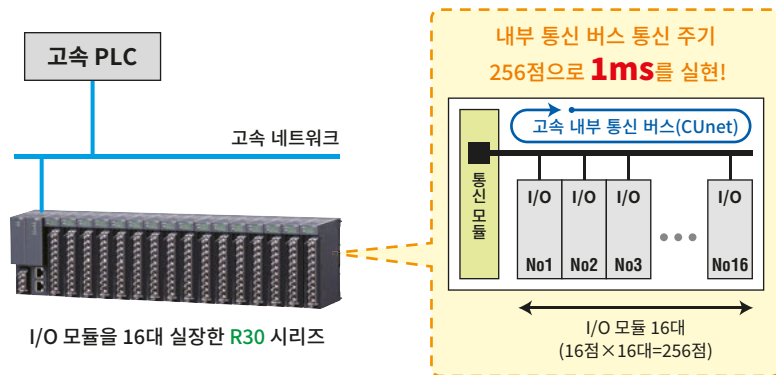 고속 PLC
고속 네트워크
I/O 모듈을 16대 실장한 R30 시리즈
내부 통신 버스 통신 주기
256점으로 1ms를 실현!
고속 내부 통신 버스(CUnet)
통신 모듈
I/O
I/O
I/O
I/O
No1
No2
No3
No16
I/O 모듈 16대
(16점×16대=256점)